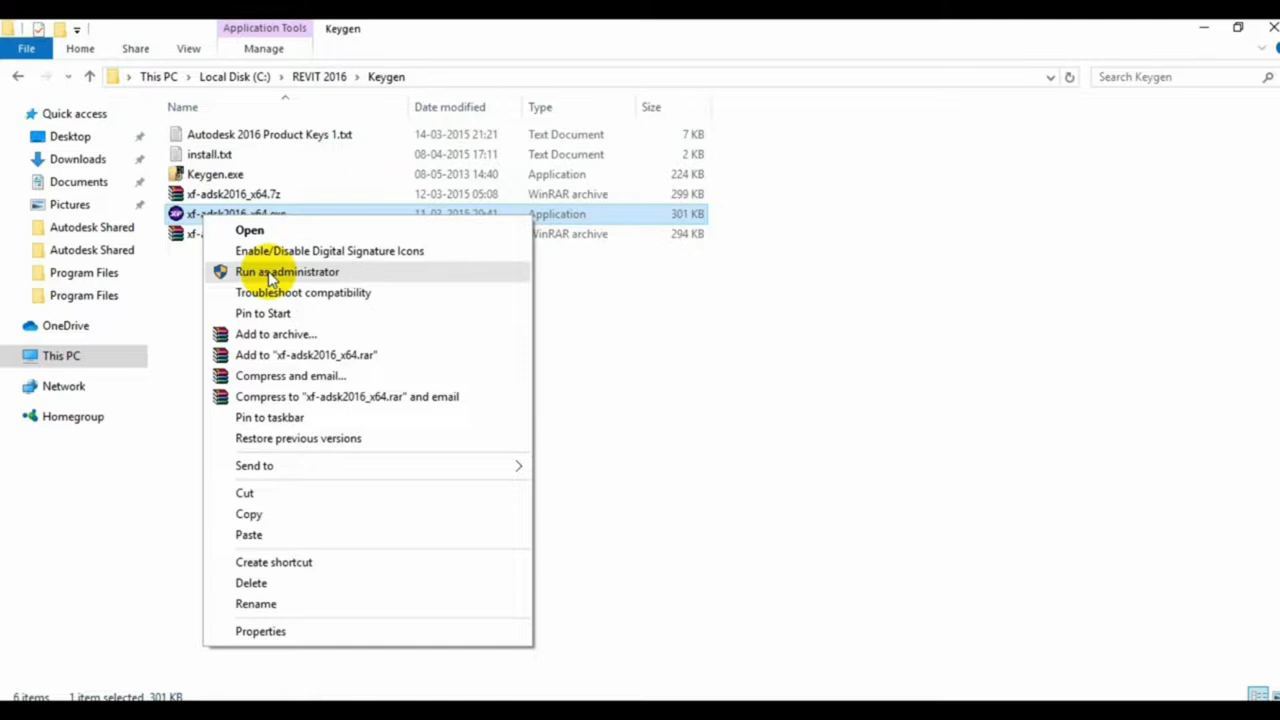 Application Tools Keygen
File Home Share View Manage
This PC Local Disk (C:) REVIT 2016 Keygen Search Keygen
Name Date modified Type Size
Quick access
Desktop
Downloads
Documents
Pictures
Autodesk Shared
Autodesk Shared
Program Files
Program Files
OneDrive
This PC
Network
Homegroup
Autodesk 2016 Product Keys 1.txt 14-03-2015 21:21 Text Document 7 KB
install.txt 08-04-2015 17:11 Text Document 2 KB
Keygen.exe 08-05-2013 14:40 Application 224 KB
xf-adsk2016_x64.7z 12-03-2015 05:08 WinRAR archive 299 KB
xf-adsk2016_x64.exe 11-03-2015 20:41 Application 301 KB
xf- WinRAR archive 294 KB
Open
Enable/Disable Digital Signature Icons
Run as administrator
Troubleshoot compatibility
Pin to Start
Add to archive...
Add to "xf-adsk2016_x64.rar"
Compress and email...
Compress to "xf-adsk2016_x64.rar" and email
Pin to taskbar
Restore previous versions
Send to
Cut
Copy
Paste
Create shortcut
Delete
Rename
Properties
6 items 1 item selected 301 KB